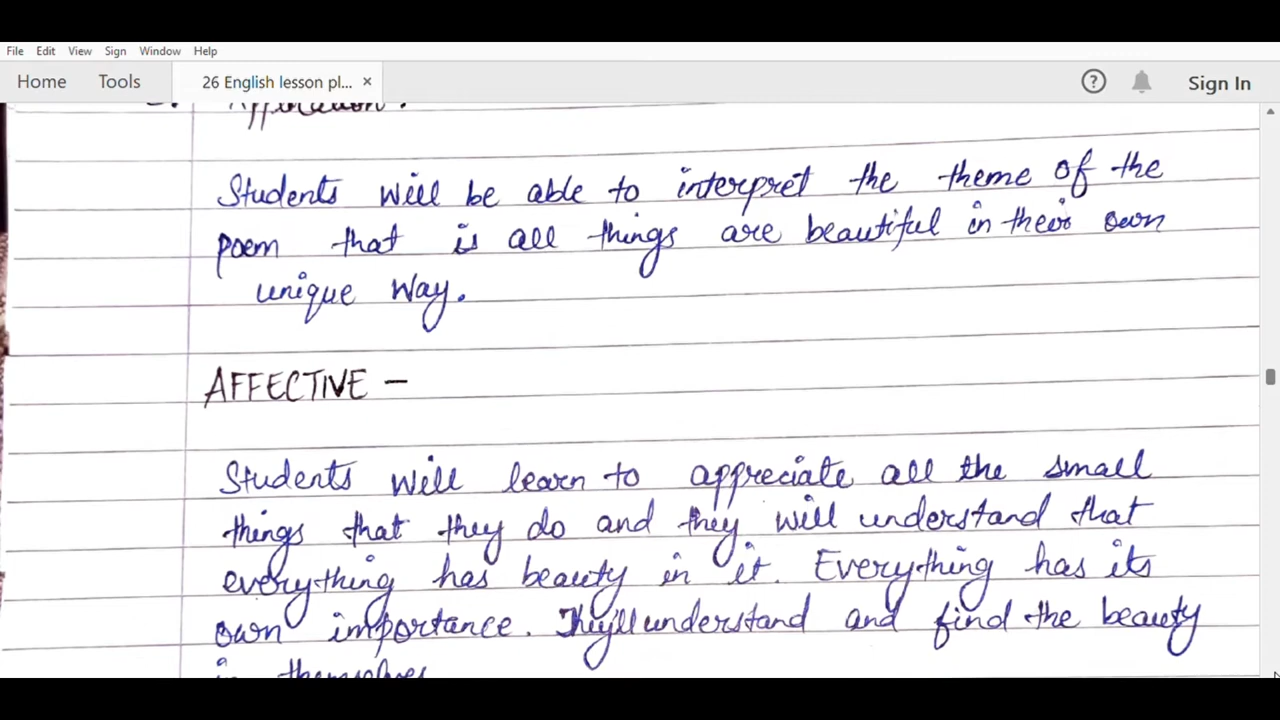 File Edit View Sign Window Help
Home Tools 26 English lesson pl... × Sign In
Application :
Students will be able to interpret the theme of the
poem that is all things are beautiful in their own
unique way.
AFFECTIVE -
Students will learn to appreciate all the small
things that they do and they will understand that
everything has beauty in it. Everything has its
own importance. They'll understand and find the beauty
in themselves